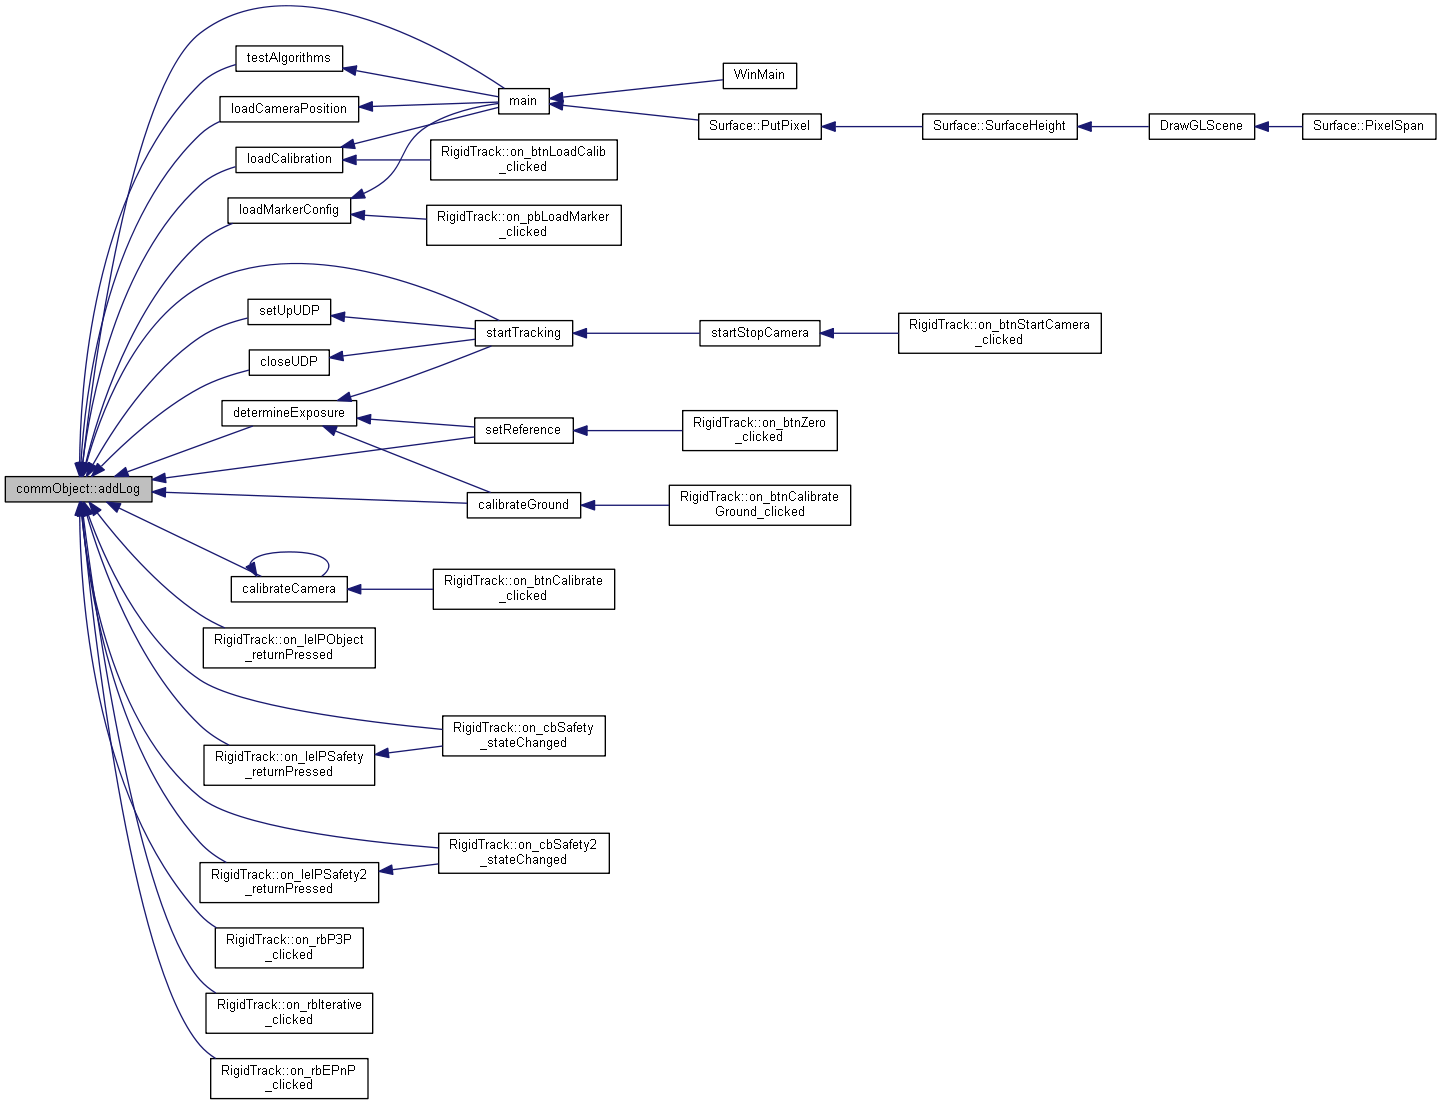 testAlgorithms
WinMain
loadCameraPosition
main
Surface::PutPixel
Surface::SurfaceHeight
DrawGLScene
Surface::PixelSpan
loadCalibration
RigidTrack::on_btnLoadCalib
_clicked
loadMarkerConfig
RigidTrack::on_pbLoadMarker
_clicked
setUpUDP
startTracking
startStopCamera
RigidTrack::on_btnStartCamera
_clicked
closeUDP
determineExposure
setReference
RigidTrack::on_btnZero
_clicked
commObject::addLog
calibrateGround
RigidTrack::on_btnCalibrate
Ground_clicked
calibrateCamera
RigidTrack::on_btnCalibrate
_clicked
RigidTrack::on_leIPObject
_returnPressed
RigidTrack::on_cbSafety
_stateChanged
RigidTrack::on_leIPSafety
_returnPressed
RigidTrack::on_cbSafety2
_stateChanged
RigidTrack::on_leIPSafety2
_returnPressed
RigidTrack::on_rbP3P
_clicked
RigidTrack::on_rbIterative
_clicked
RigidTrack::on_rbEPnP
_clicked